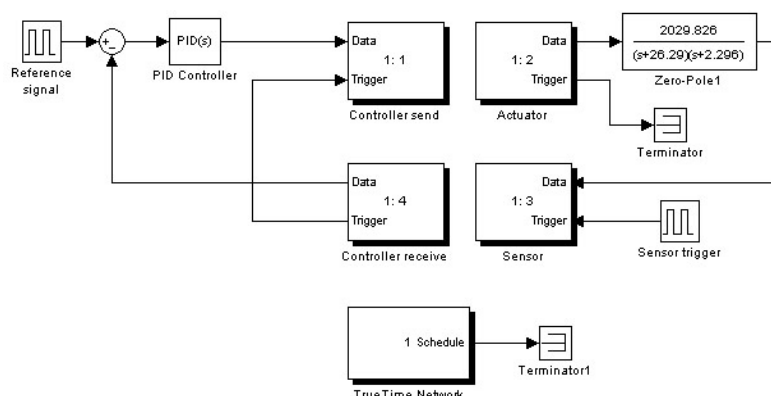 Reference
signal
+
-
PID(s)
PID Controller
Data
1: 1
Trigger
Controller send
Data
1: 2
Trigger
Actuator
2029.826
(s+26.29)(s+2.296)
Zero-Pole1
Terminator
Data
1: 4
Trigger
Controller receive
Data
1: 3
Trigger
Sensor
Sensor trigger
1 Schedule
TrueTime Network
Terminator1